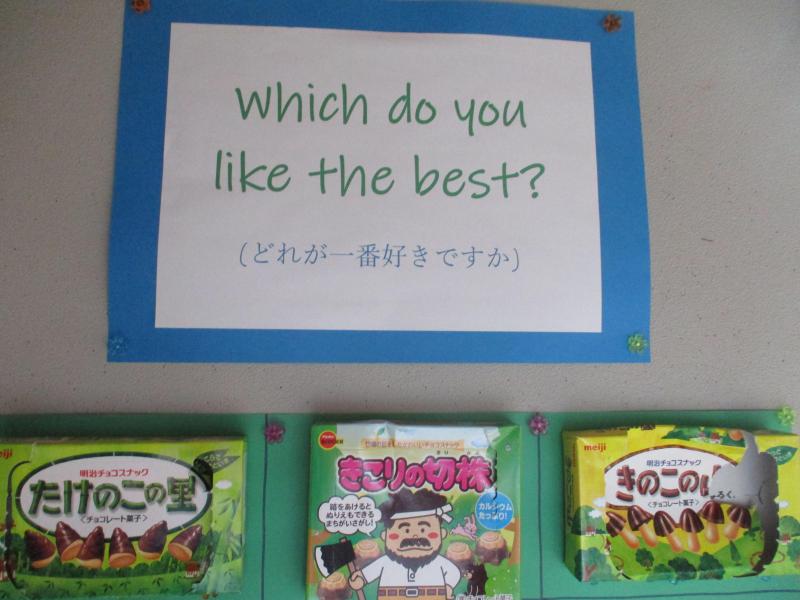 Which do you
like the best?
(どれが一番好きですか)
meiji
明治チョコスナック
たけのこの里
〈チョコレート菓子〉
きこりの切株
箱をあけると
ぬりえもできる
まちがいさがし!
カルシウム
たっぷり!
meiji
明治チョコスナック
きのこの
〈チョコレート菓子〉